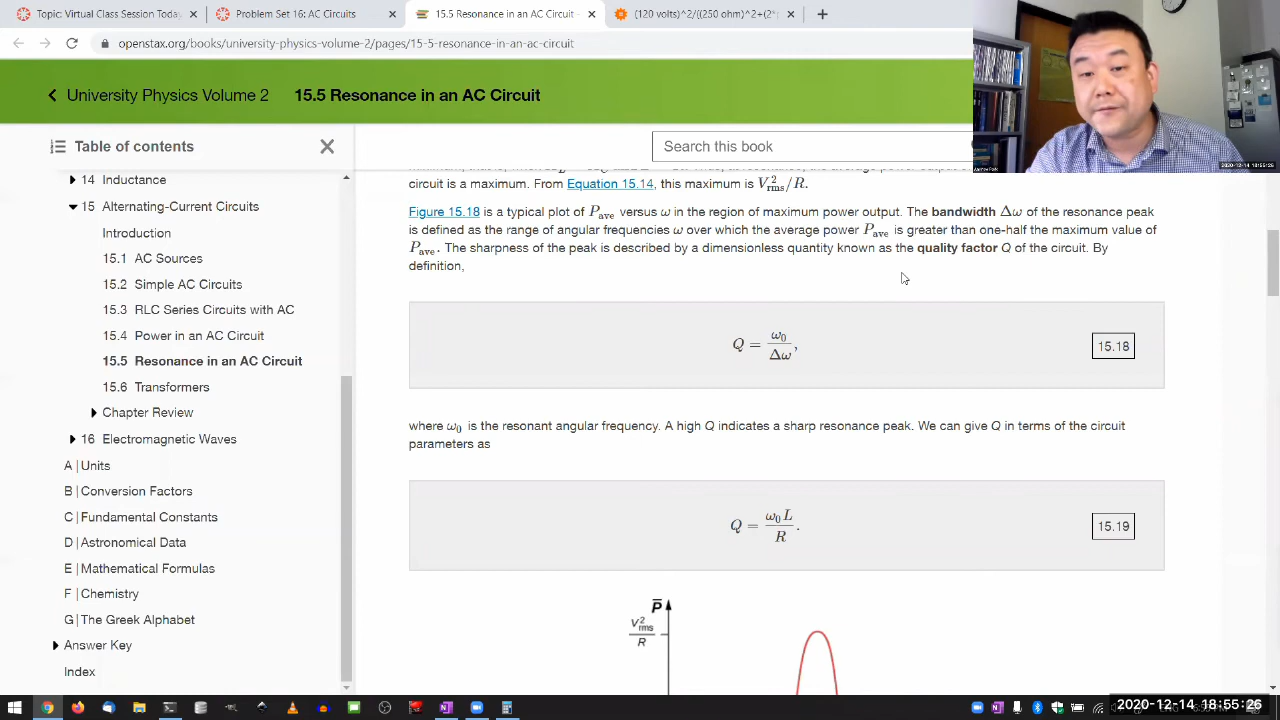 Topic: Virtual Class Session Today
Problem Set 16: AC Circuits
15.5 Resonance in an AC Circuit -
(120 volts)^2/((250 ohm)^2+(2*
openstax.org/books/university-physics-volume-2/pages/15-5-resonance-in-an-ac-circuit
University Physics Volume 2
15.5 Resonance in an AC Circuit
Table of contents
Search this book
14 Inductance
15 Alternating-Current Circuits
Introduction
15.1 AC Sources
15.2 Simple AC Circuits
15.3 RLC Series Circuits with AC
15.4 Power in an AC Circuit
15.5 Resonance in an AC Circuit
15.6 Transformers
Chapter Review
16 Electromagnetic Waves
A | Units
B | Conversion Factors
C | Fundamental Constants
D | Astronomical Data
E | Mathematical Formulas
F | Chemistry
G | The Greek Alphabet
Answer Key
Index
circuit is a maximum. From Equation 15.14, this maximum is V²rms/R.
Figure 15.18 is a typical plot of Pave versus ω in the region of maximum power output. The bandwidth Δω of the resonance peak
is defined as the range of angular frequencies ω over which the average power Pave is greater than one-half the maximum value of
Pave. The sharpness of the peak is described by a dimensionless quantity known as the quality factor Q of the circuit. By
definition,
Q = ω0/Δω,
15.18
where ω0 is the resonant angular frequency. A high Q indicates a sharp resonance peak. We can give Q in terms of the circuit
parameters as
Q = ω0L/R.
15.19
P̅
V²rms
R
2020-12-14 18:55:26
2020-12-14 18:55:26